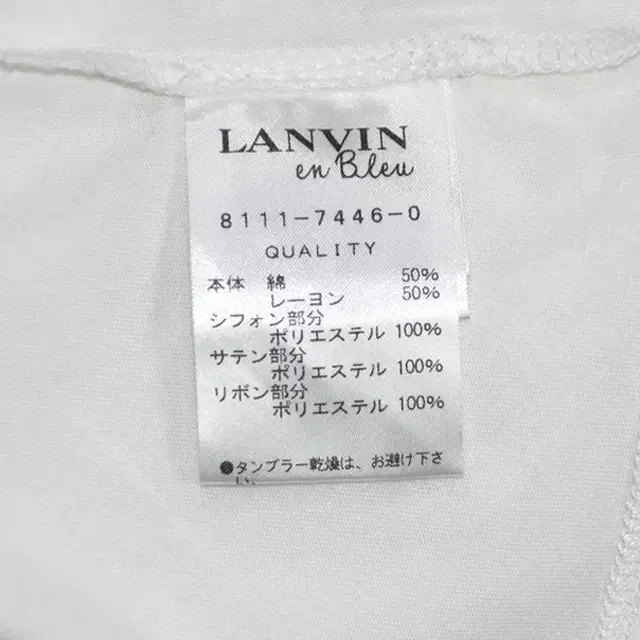 LANVIN
en Bleu
8111-7446-0
QUALITY
本体 綿 50%
レーヨン 50%
シフォン部分
ポリエステル 100%
サテン部分
ポリエステル 100%
リボン部分
ポリエステル 100%
●タンブラー乾燥は、お避け下さ
い。